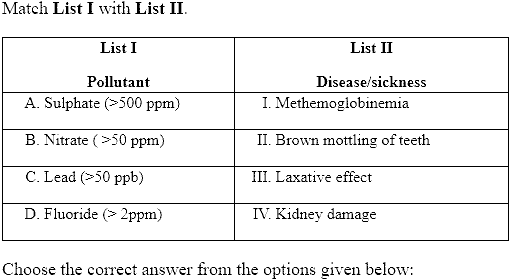 Match List I with List II.
List I List II
Pollutant Disease/sickness
A. Sulphate (>500 ppm) I. Methemoglobinemia
B. Nitrate ( >50 ppm) II. Brown mottling of teeth
C. Lead (>50 ppb) III. Laxative effect
D. Fluoride (> 2ppm) IV. Kidney damage
Choose the correct answer from the options given below: